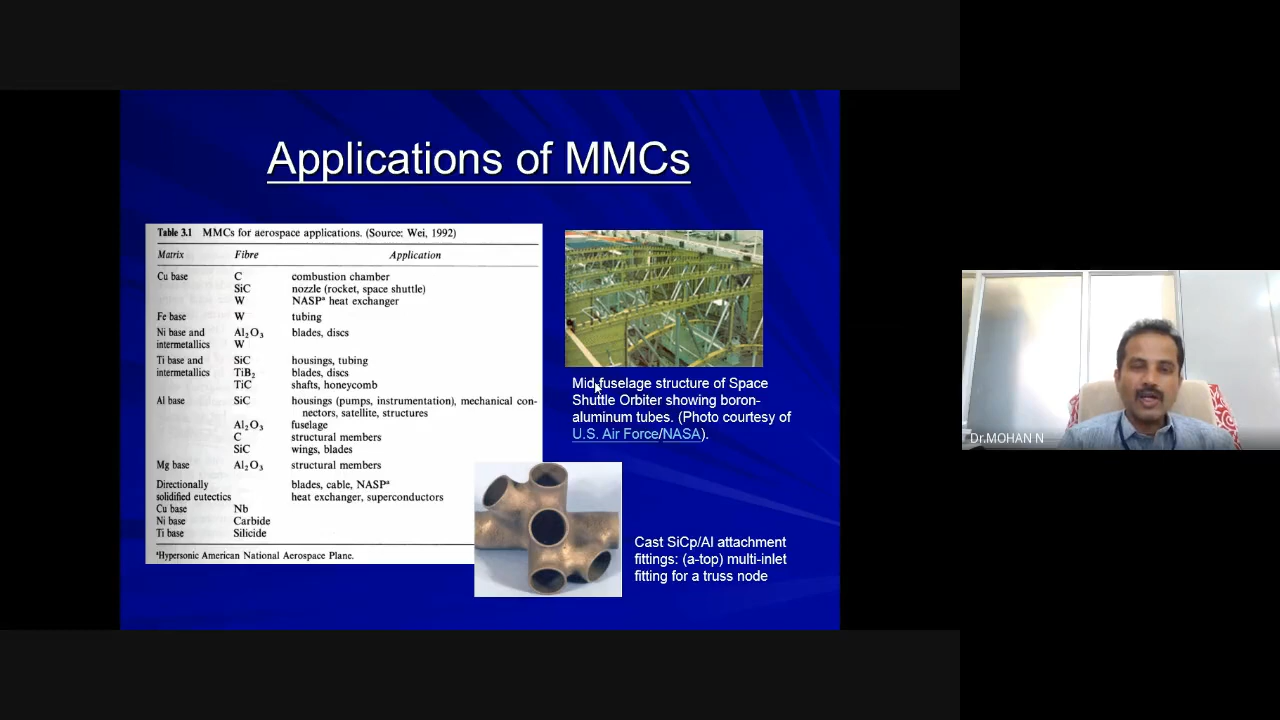 Applications of MMCs
Table 3.1 MMCs for aerospace applications. (Source: Wei, 1992)
Matrix Fibre Application
Cu base C combustion chamber
SiC nozzle (rocket, space shuttle)
W NASPᵃ heat exchanger
Fe base W tubing
Ni base and Al₂O₃ blades, discs
intermetallics W
Ti base and SiC housings, tubing
intermetallics TiB₂ blades, discs
TiC shafts, honeycomb
Al base SiC housings (pumps, instrumentation), mechanical con-
nectors, satellite, structures
Al₂O₃ fuselage
C structural members
SiC wings, blades
Mg base Al₂O₃ structural members
Directionally blades, cable, NASPᵃ
solidified eutectics heat exchanger, superconductors
Cu base Nb
Ni base Carbide
Ti base Silicide
ᵃHypersonic American National Aerospace Plane.
Mid-fuselage structure of Space
Shuttle Orbiter showing boron-
aluminum tubes. (Photo courtesy of
U.S. Air Force/NASA).
Cast SiCp/Al attachment
fittings: (a-top) multi-inlet
fitting for a truss node
Dr.MOHAN N